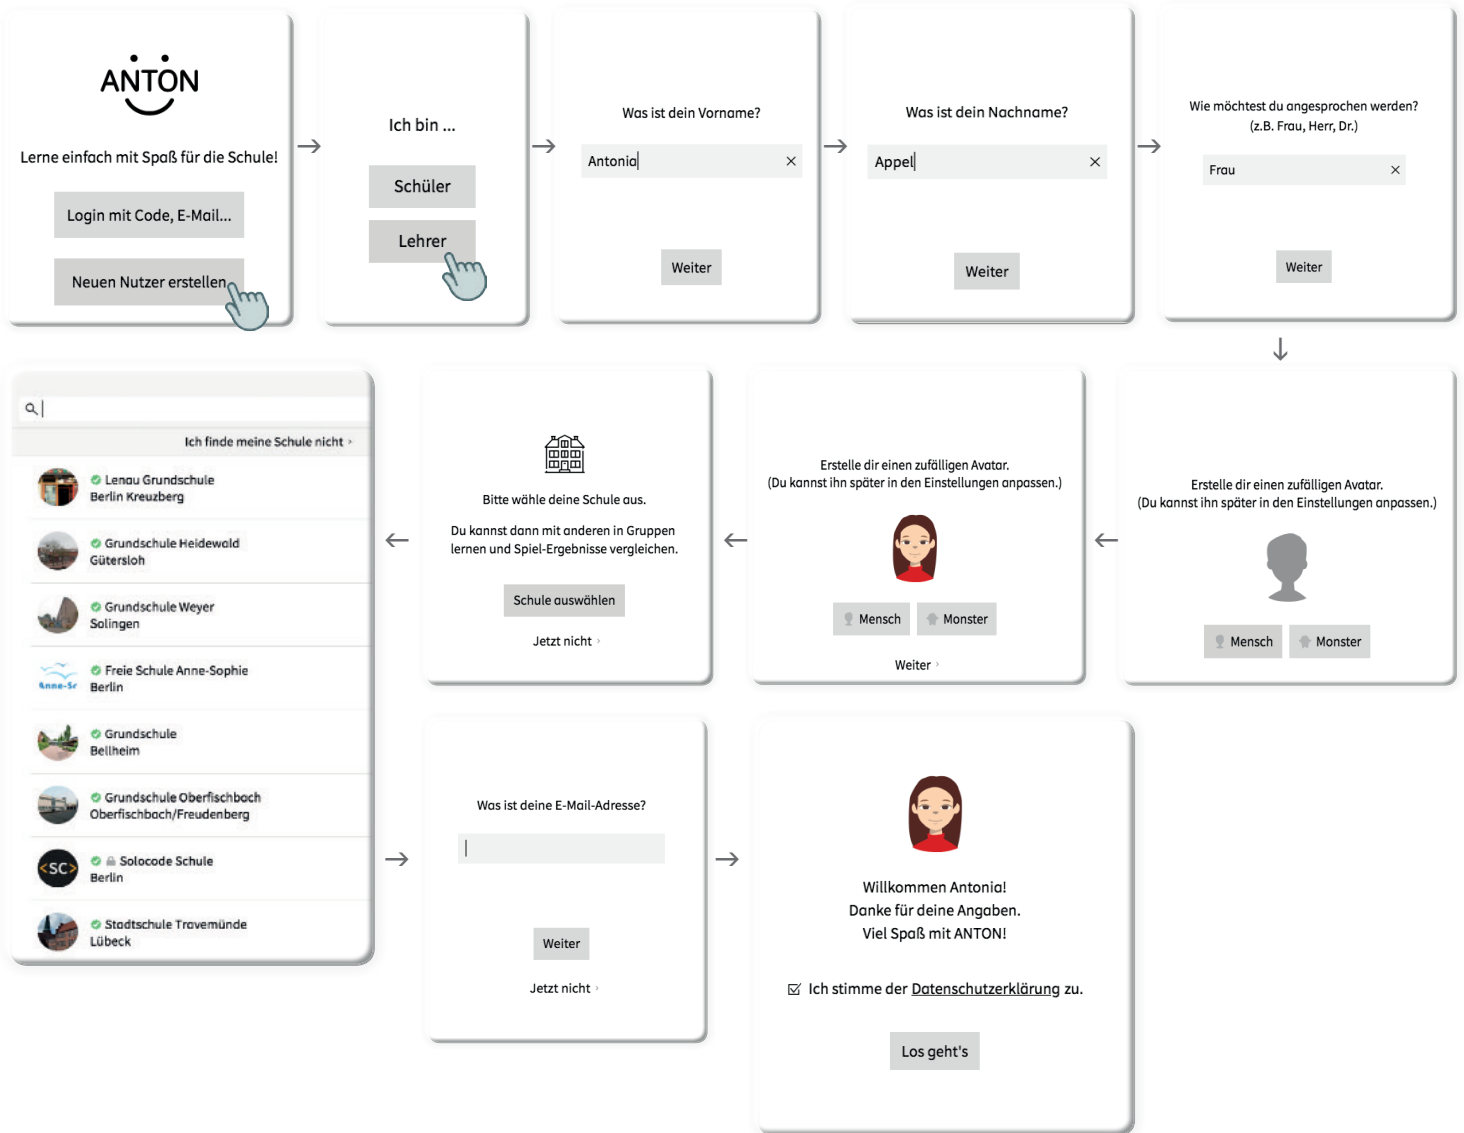 ANTON
Lerne einfach mit Spaß für die Schule!
Login mit Code, E-Mail...
Neuen Nutzer erstellen
Ich bin ...
Schüler
Lehrer
Was ist dein Vorname?
Antonia
Weiter
Was ist dein Nachname?
Appel
Weiter
Wie möchtest du angesprochen werden?
(z.B. Frau, Herr, Dr.)
Frau
Weiter
Erstelle dir einen zufälligen Avatar.
(Du kannst ihn später in den Einstellungen anpassen.)
Mensch
Monster
Erstelle dir einen zufälligen Avatar.
(Du kannst ihn später in den Einstellungen anpassen.)
Mensch
Monster
Weiter
Bitte wähle deine Schule aus.
Du kannst dann mit anderen in Gruppen
lernen und Spiel-Ergebnisse vergleichen.
Schule auswählen
Jetzt nicht
Ich finde meine Schule nicht
Lenau Grundschule
Berlin Kreuzberg
Grundschule Heidewald
Gütersloh
Grundschule Weyer
Solingen
Anne-Sc
Freie Schule Anne-Sophie
Berlin
Grundschule
Bellheim
Grundschule Oberfischbach
Oberfischbach/Freudenberg
<SC>
Solocode Schule
Berlin
Stadtschule Travemünde
Lübeck
Was ist deine E-Mail-Adresse?
Weiter
Jetzt nicht
Willkommen Antonia!
Danke für deine Angaben.
Viel Spaß mit ANTON!
Ich stimme der Datenschutzerklärung zu.
Los geht's